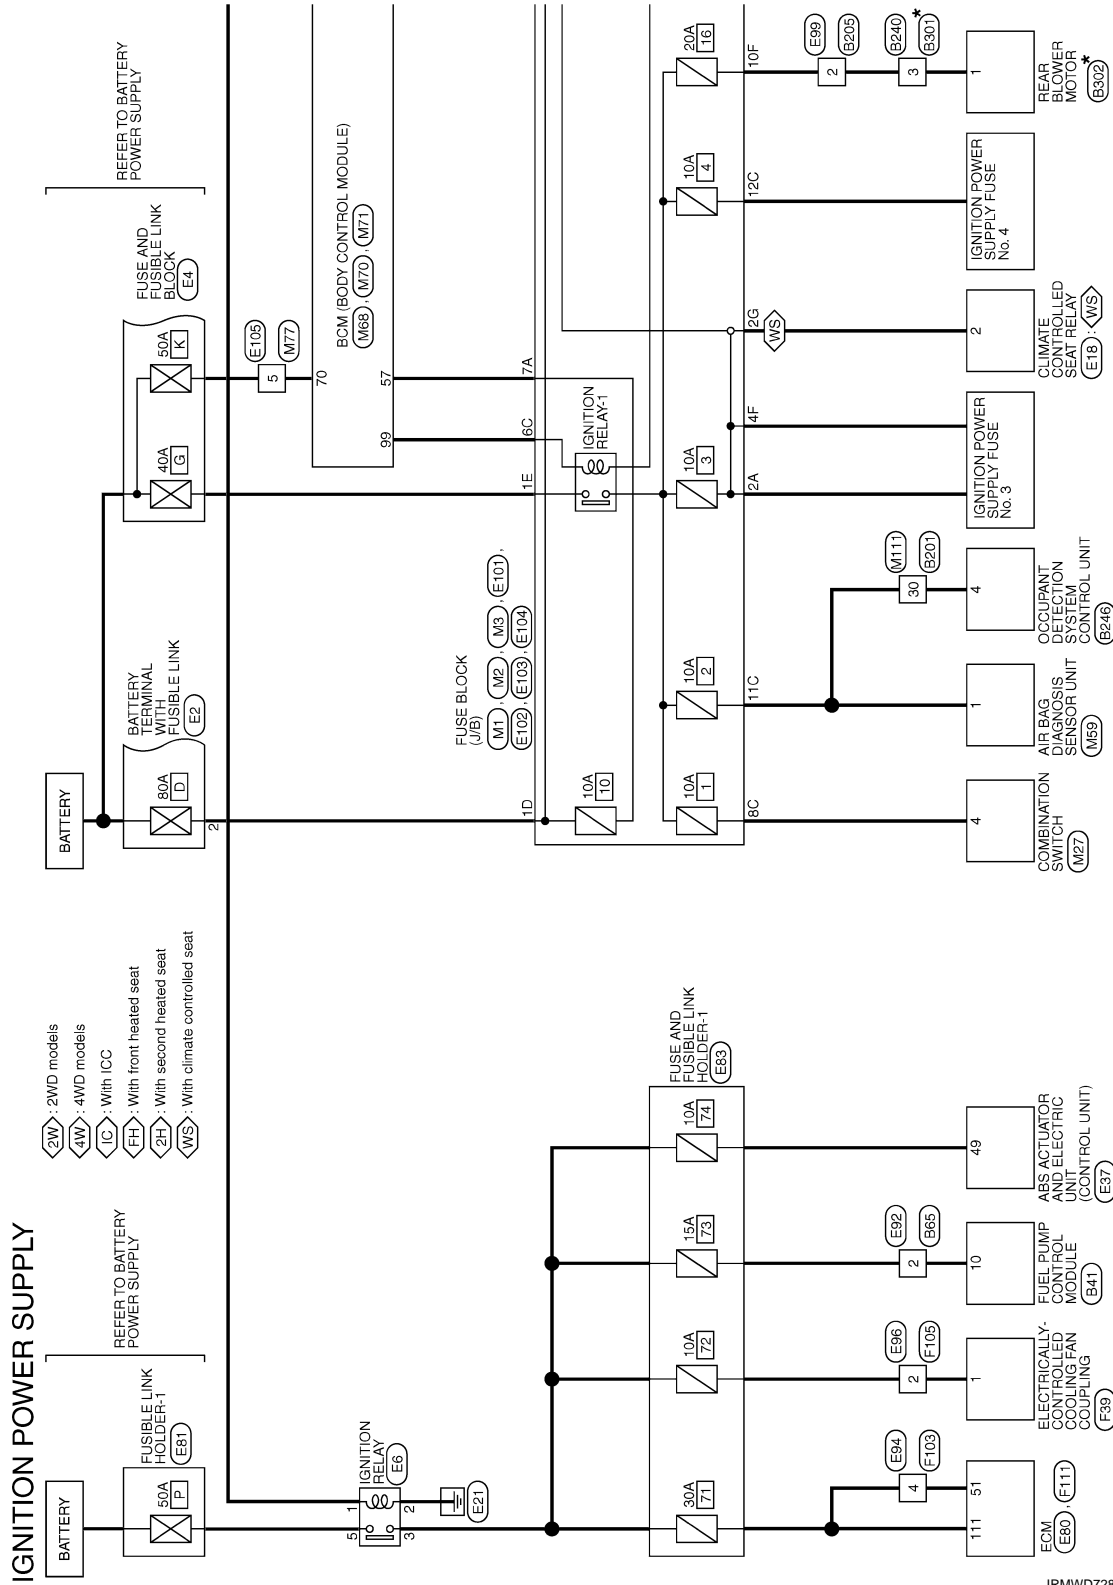 IGNITION POWER SUPPLY
BATTERY
FUSIBLE LINK
HOLDER-1
E81
50A
P
REFER TO BATTERY
POWER SUPPLY
2W : 2WD models
4W : 4WD models
IC : With ICC
FH : With front heated seat
2H : With second heated seat
WS : With climate controlled seat
BATTERY
80A
D
2
BATTERY
TERMINAL
WITH
FUSIBLE LINK
E2
40A
G
50A
K
FUSE AND
FUSIBLE LINK
BLOCK
E4
REFER TO BATTERY
POWER SUPPLY
5
E105
M77
70
99
57
BCM (BODY CONTROL MODULE)
M68 , M70 , M71
IGNITION
RELAY
E6
1
2
5
3
E21
FUSE BLOCK
(J/B)
M1 , M2 , M3 , E101 ,
E102 , E103 , E104
1D
1E
6C
7A
10A
10
IGNITION
RELAY-1
30A
71
10A
72
15A
73
10A
74
FUSE AND
FUSIBLE LINK
HOLDER-1
E83
10A
1
10A
2
10A
3
10A
4
20A
16
8C
11C
2A
4F
2G
12C
10F
WS
4
E94
F103
2
E96
F105
2
E92
B65
30
M111
B201
2
E99
B205
3
B240
B301 *
111
51
ECM
E80 , F111
1
ELECTRICALLY-
CONTROLLED
COOLING FAN
COUPLING
F39
10
FUEL PUMP
CONTROL
MODULE
B41
49
ABS ACTUATOR
AND ELECTRIC
UNIT
(CONTROL UNIT)
E37
4
COMBINATION
SWITCH
M27
1
AIR BAG
DIAGNOSIS
SENSOR UNIT
M59
4
OCCUPANT
DETECTION
SYSTEM
CONTROL UNIT
B246
IGNITION POWER
SUPPLY FUSE
No. 3
2
CLIMATE
CONTROLLED
SEAT RELAY
E18 : WS
IGNITION POWER
SUPPLY FUSE
No. 4
1
REAR
BLOWER
MOTOR *
B302